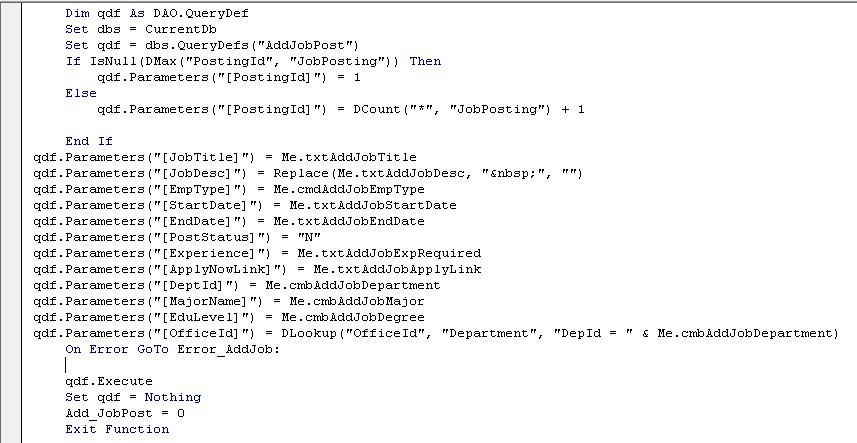 Dim qdf As DAO.QueryDef
Set dbs = CurrentDb
Set qdf = dbs.QueryDefs("AddJobPost")
If IsNull(DMax("PostingId", "JobPosting")) Then
qdf.Parameters("[PostingId]") = 1
Else
qdf.Parameters("[PostingId]") = DCount("*", "JobPosting") + 1
End If
qdf.Parameters("[JobTitle]") = Me.txtAddJobTitle
qdf.Parameters("[JobDesc]") = Replace(Me.txtAddJobDesc, "&nbsp;", "")
qdf.Parameters("[EmpType]") = Me.cmdAddJobEmpType
qdf.Parameters("[StartDate]") = Me.txtAddJobStartDate
qdf.Parameters("[EndDate]") = Me.txtAddJobEndDate
qdf.Parameters("[PostStatus]") = "N"
qdf.Parameters("[Experience]") = Me.txtAddJobExpRequired
qdf.Parameters("[ApplyNowLink]") = Me.txtAddJobApplyLink
qdf.Parameters("[DeptId]") = Me.cmbAddJobDepartment
qdf.Parameters("[MajorName]") = Me.cmbAddJobMajor
qdf.Parameters("[EduLevel]") = Me.cmbAddJobDegree
qdf.Parameters("[OfficeId]") = DLookup("OfficeId", "Department", "DepId = " & Me.cmbAddJobDepartment)
On Error GoTo Error_AddJob:
qdf.Execute
Set qdf = Nothing
Add_JobPost = 0
Exit Function